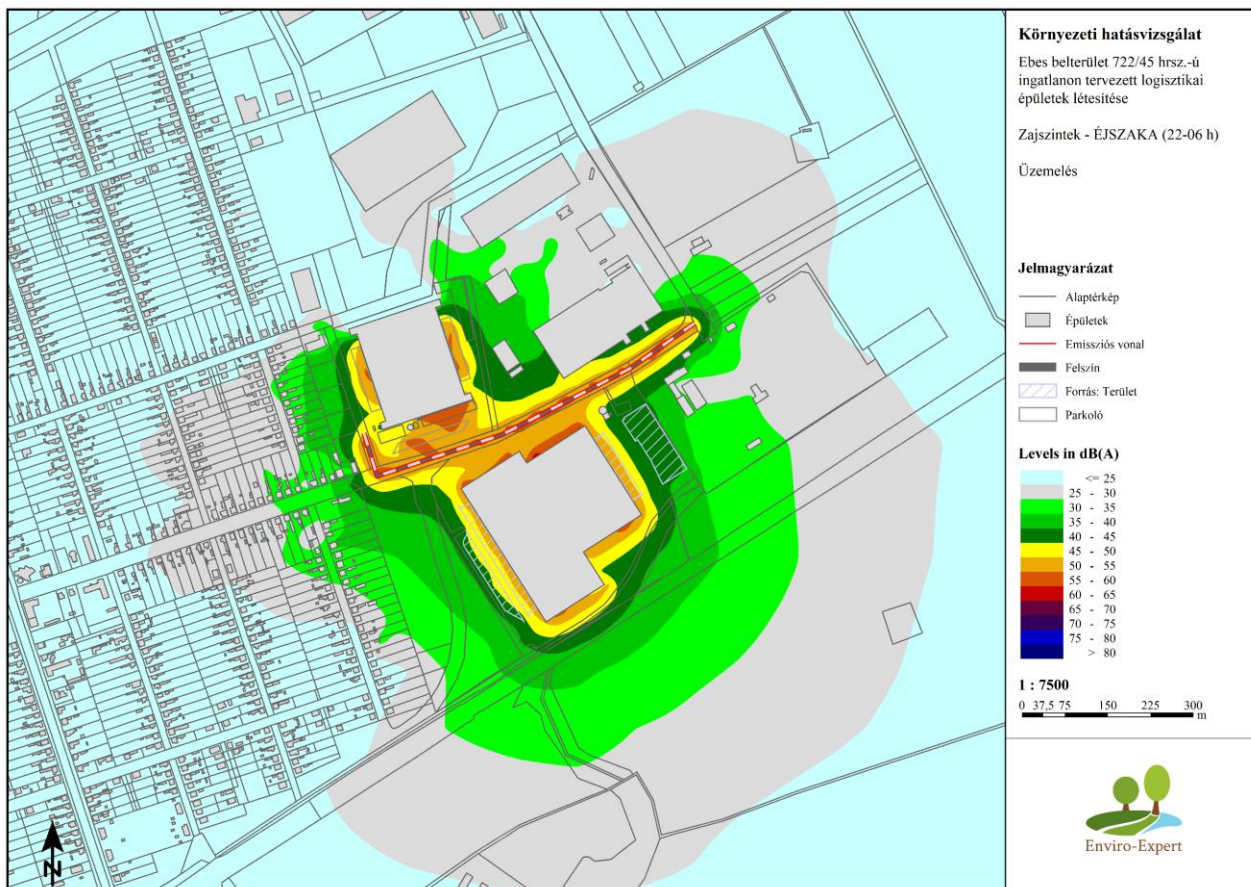 Környezeti hatásvizsgálat
Ebes belterület 722/45 hrsz.-ú
ingatlanon tervezett logisztikai
épületek létesítése
Zajszintek - ÉJSZAKA (22-06 h)
Üzemelés
Jelmagyarázat
Alaptérkép
Épületek
Emissziós vonal
Felszín
Forrás: Terület
Parkoló
Levels in dB(A)
<= 25
25 - 30
30 - 35
35 - 40
40 - 45
45 - 50
50 - 55
55 - 60
60 - 65
65 - 70
70 - 75
75 - 80
> 80
1 : 7500
0 37,5 75 150 225 300
m
Enviro-Expert
N